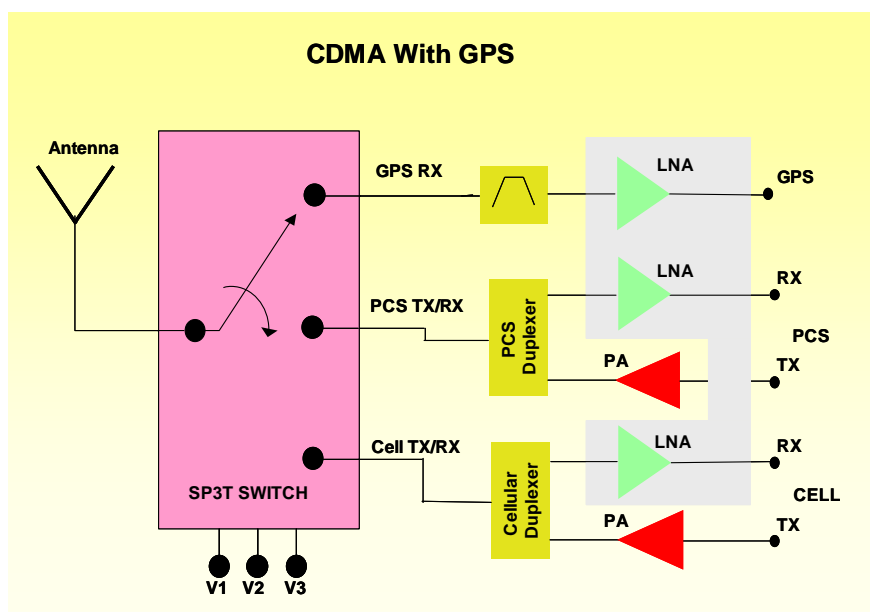 CDMA With GPS
Antenna
GPS RX
LNA
GPS
LNA
RX
PCS TX/RX
PCS
Duplexer
PCS
PA
TX
Cell TX/RX
LNA
RX
SP3T SWITCH
Cellular
Duplexer
CELL
PA
TX
V1 V2 V3